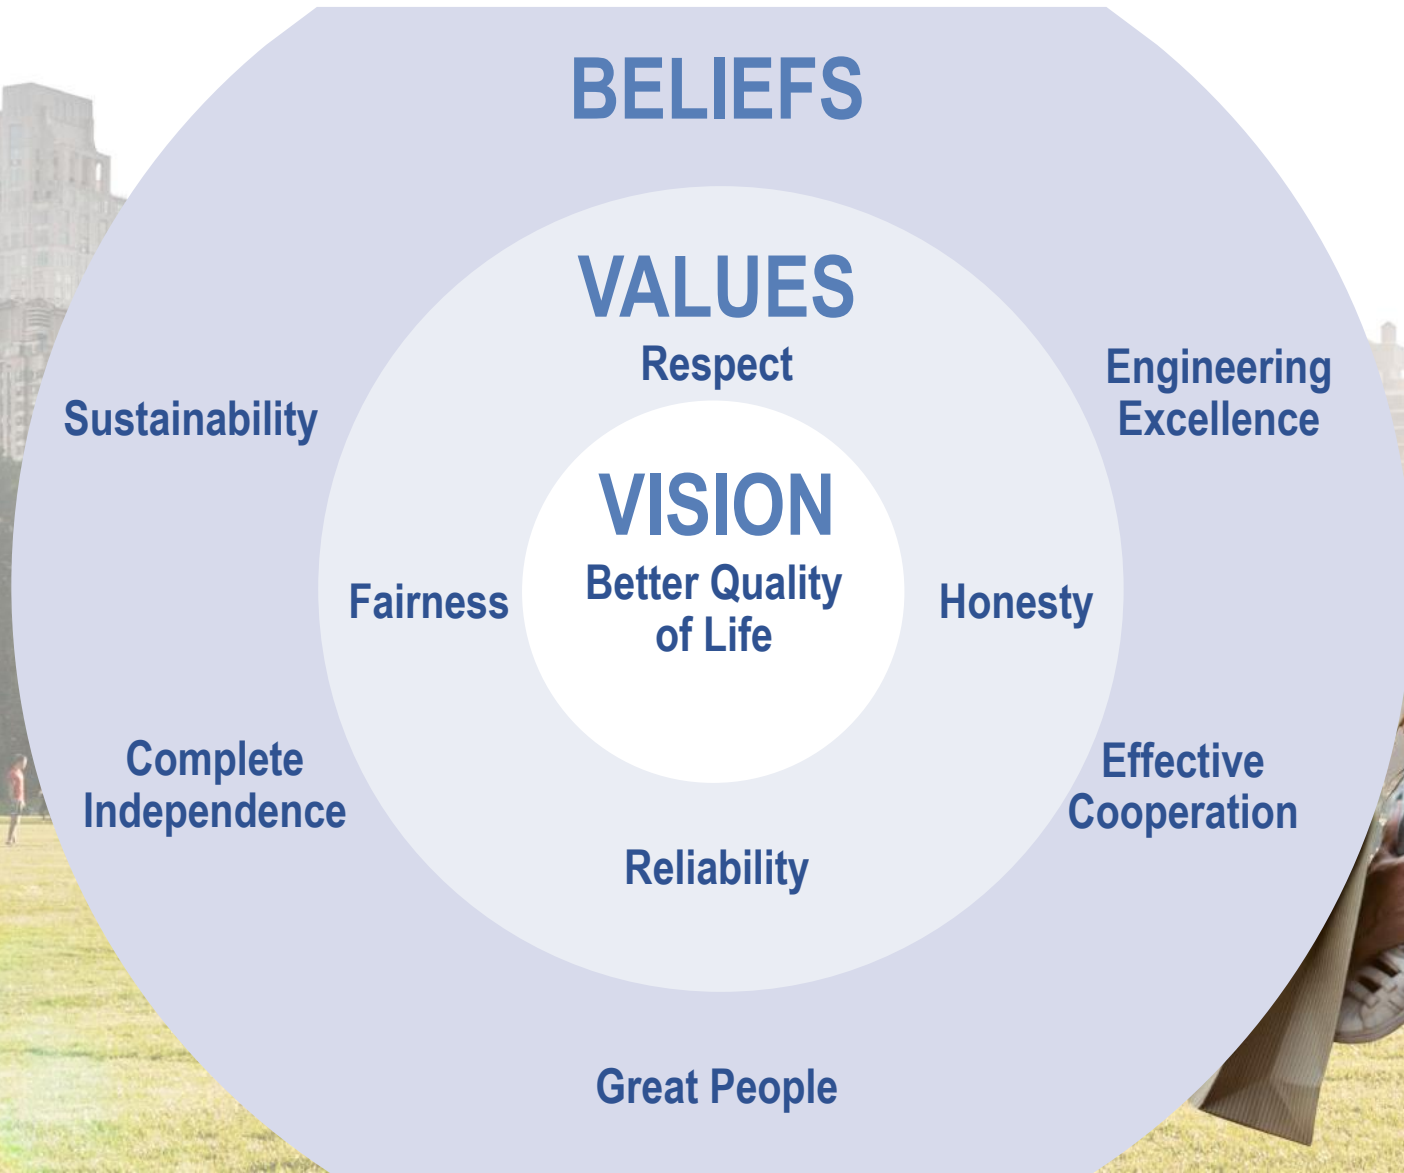 BELIEFS
VALUES
Respect
Engineering
Excellence
Sustainability
VISION
Better Quality
of Life
Fairness
Honesty
Complete
Independence
Effective
Cooperation
Reliability
Great People